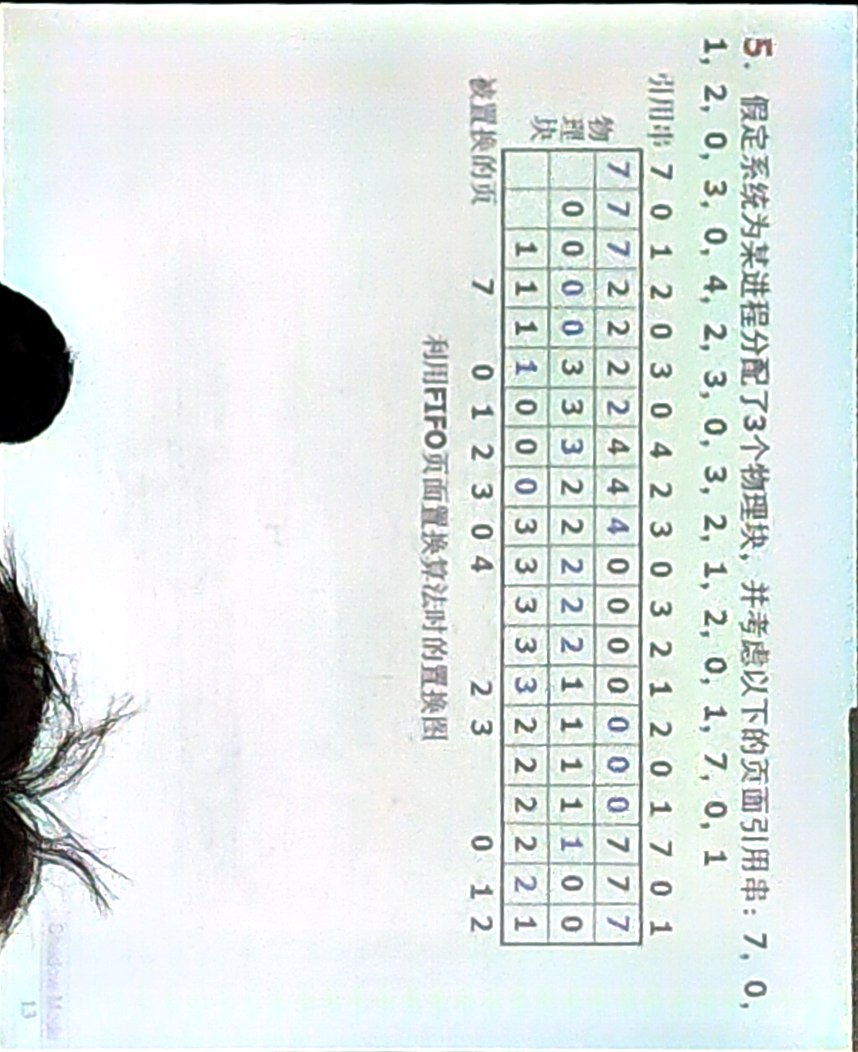 5. 假定系统为某进程分配了3个物理块，并考虑以下的页面引用串：7，0，
1，2，0，3，0，4，2，3，0，3，2，1，2，0，1，7，0，1
引用串 7 0 1 2 0 3 0 4 2 3 0 3 2 1 2 0 1 7 0 1
物理块
7 7 7 2 2 2 2 4 4 4 0 0 0 0 0 0 0 7 7 7
0 0 0 0 3 3 3 2 2 2 2 2 1 1 1 1 1 0 0
1 1 1 1 0 0 0 3 3 3 3 3 2 2 2 2 2 1
被置换的页 7 0 1 2 3 0 4 2 3 0 1 2
利用FIFO页面置换算法时的置换图
Shadow Mode
13